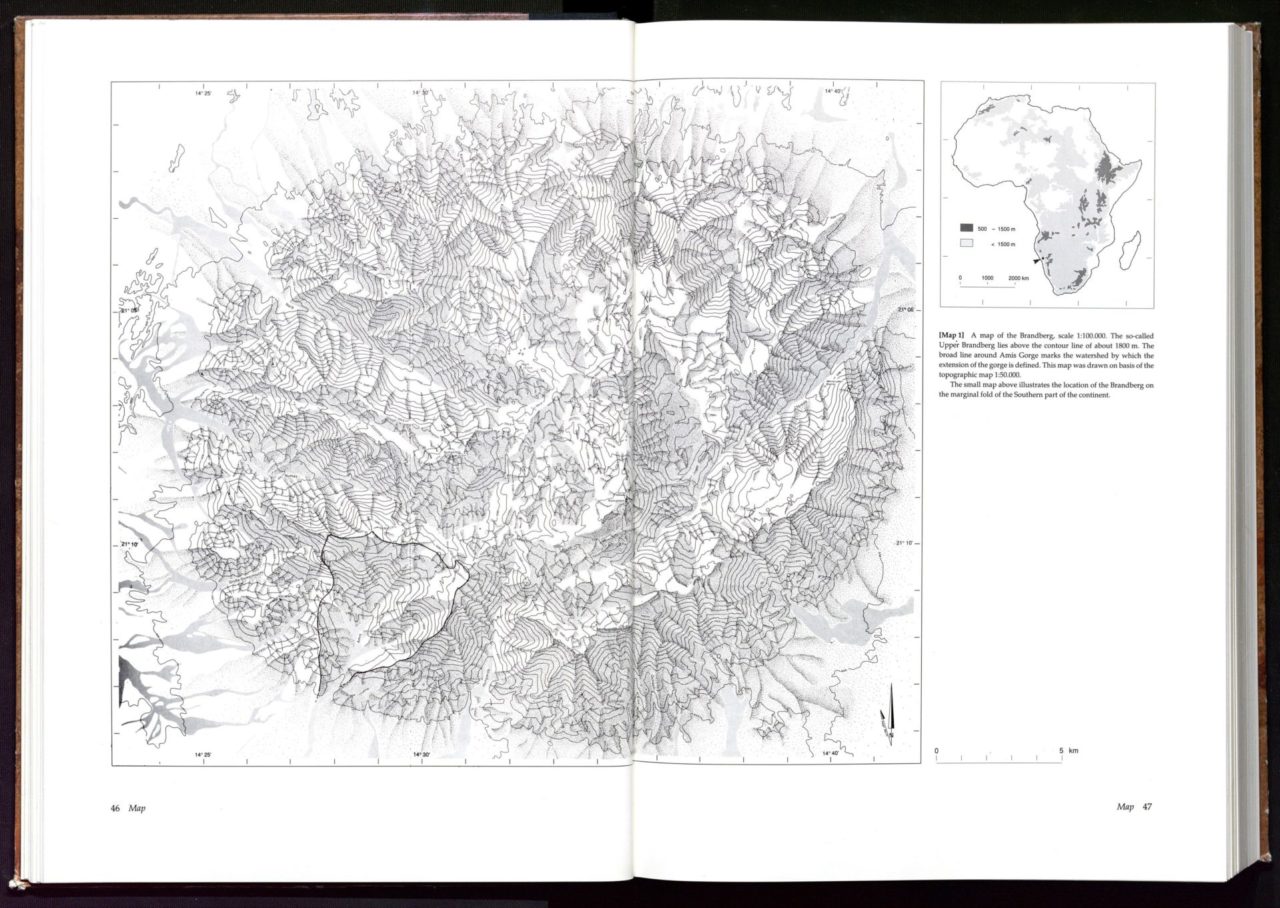 14° 25'
14° 30'
14° 40'
21° 05'
21° 05'
21° 10'
21° 10'
14° 25'
14° 30'
14° 40'
N
46 Map
500 – 1500 m
< 1500 m
0 1000 2000 km
[Map 1] A map of the Brandberg, scale 1:100.000. The so-called
Upper Brandberg lies above the contour line of about 1800 m. The
broad line around Amis Gorge marks the watershed by which the
extension of the gorge is defined. This map was drawn on basis of the
topographic map 1:50.000.
The small map above illustrates the location of the Brandberg on
the marginal fold of the Southern part of the continent.
0 5 km
Map 47